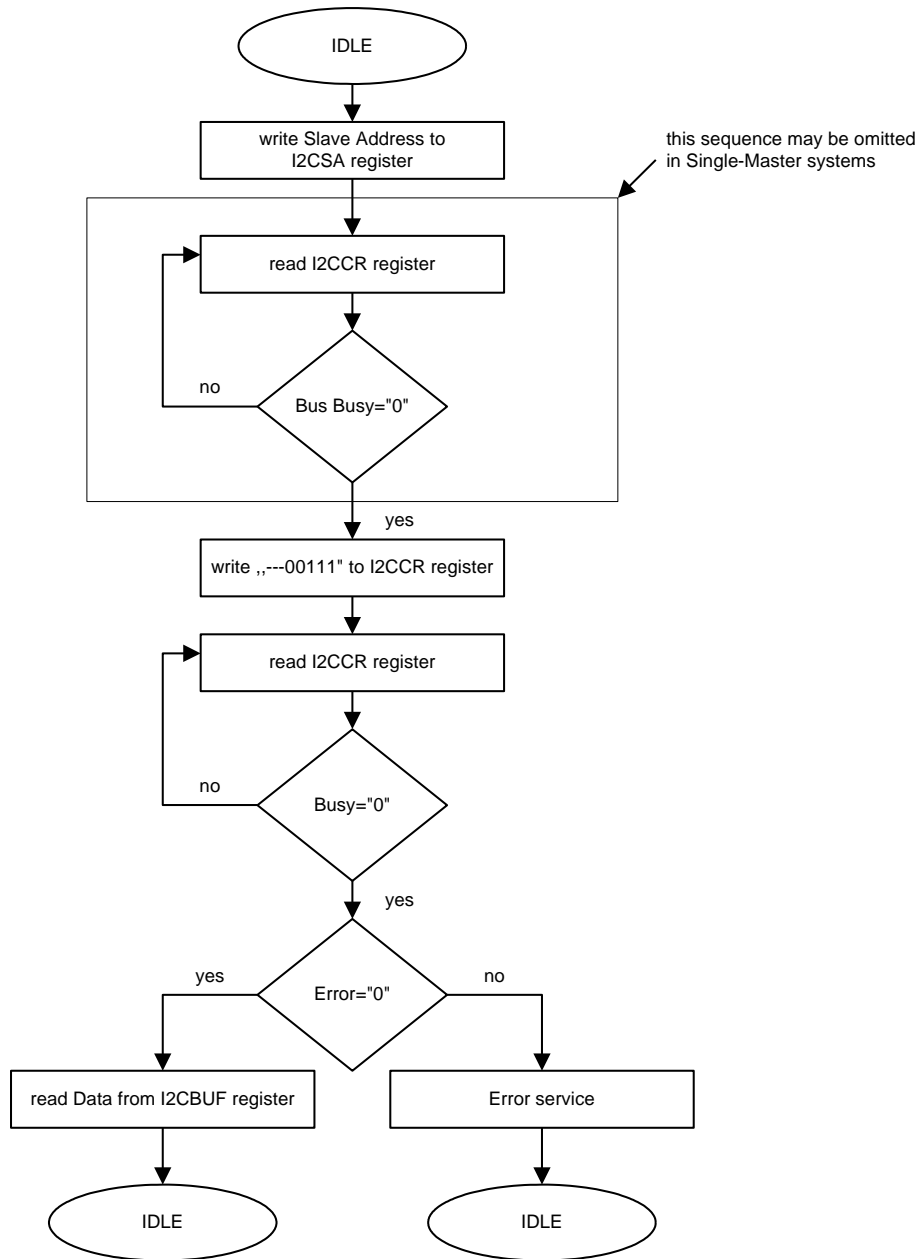 IDLE
write Slave Address to
I2CSA register
this sequence may be omitted
in Single-Master systems
read I2CCR register
no
Bus Busy="0"
yes
write ,,---00111" to I2CCR register
read I2CCR register
no
Busy="0"
yes
yes
no
Error="0"
read Data from I2CBUF register
Error service
IDLE
IDLE